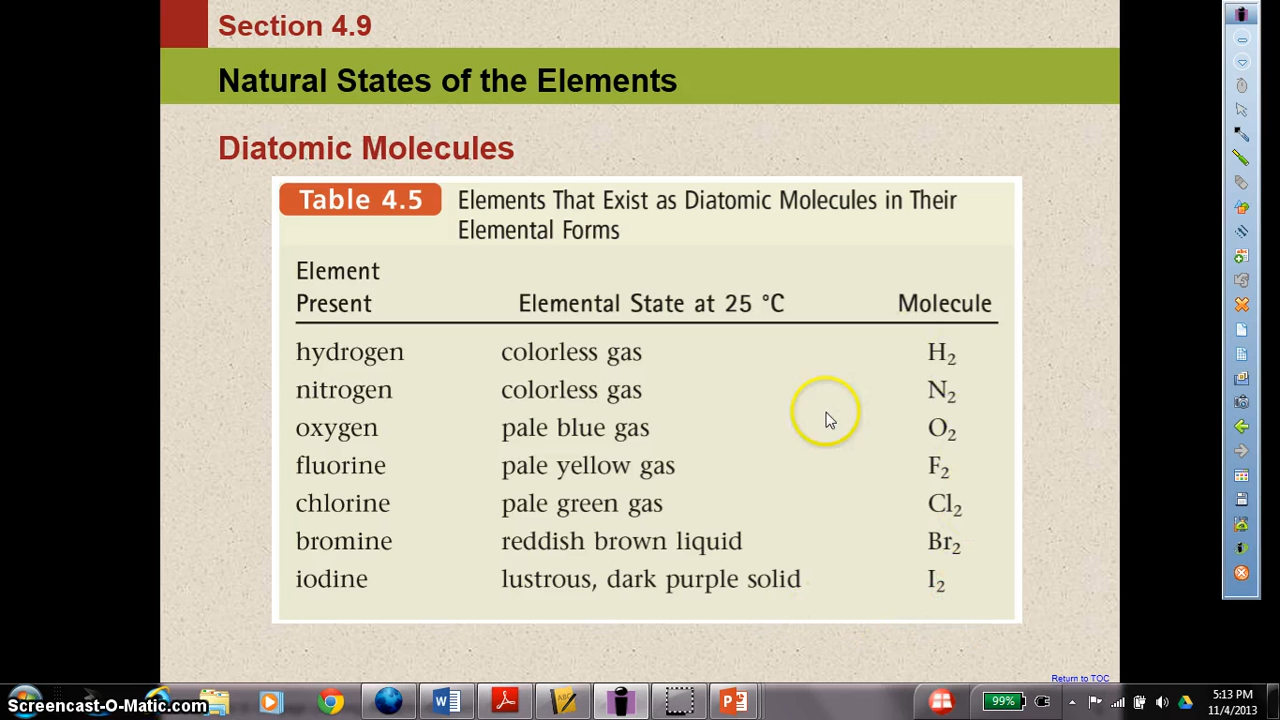 Section 4.9
Natural States of the Elements
Diatomic Molecules
Table 4.5 Elements That Exist as Diatomic Molecules in Their
Elemental Forms
Element
Present Elemental State at 25 °C Molecule
hydrogen colorless gas H₂
nitrogen colorless gas N₂
oxygen pale blue gas O₂
fluorine pale yellow gas F₂
chlorine pale green gas Cl₂
bromine reddish brown liquid Br₂
iodine lustrous, dark purple solid I₂
Return to TOC
Screencast-O-Matic.com
99%
5:13 PM
11/4/2013